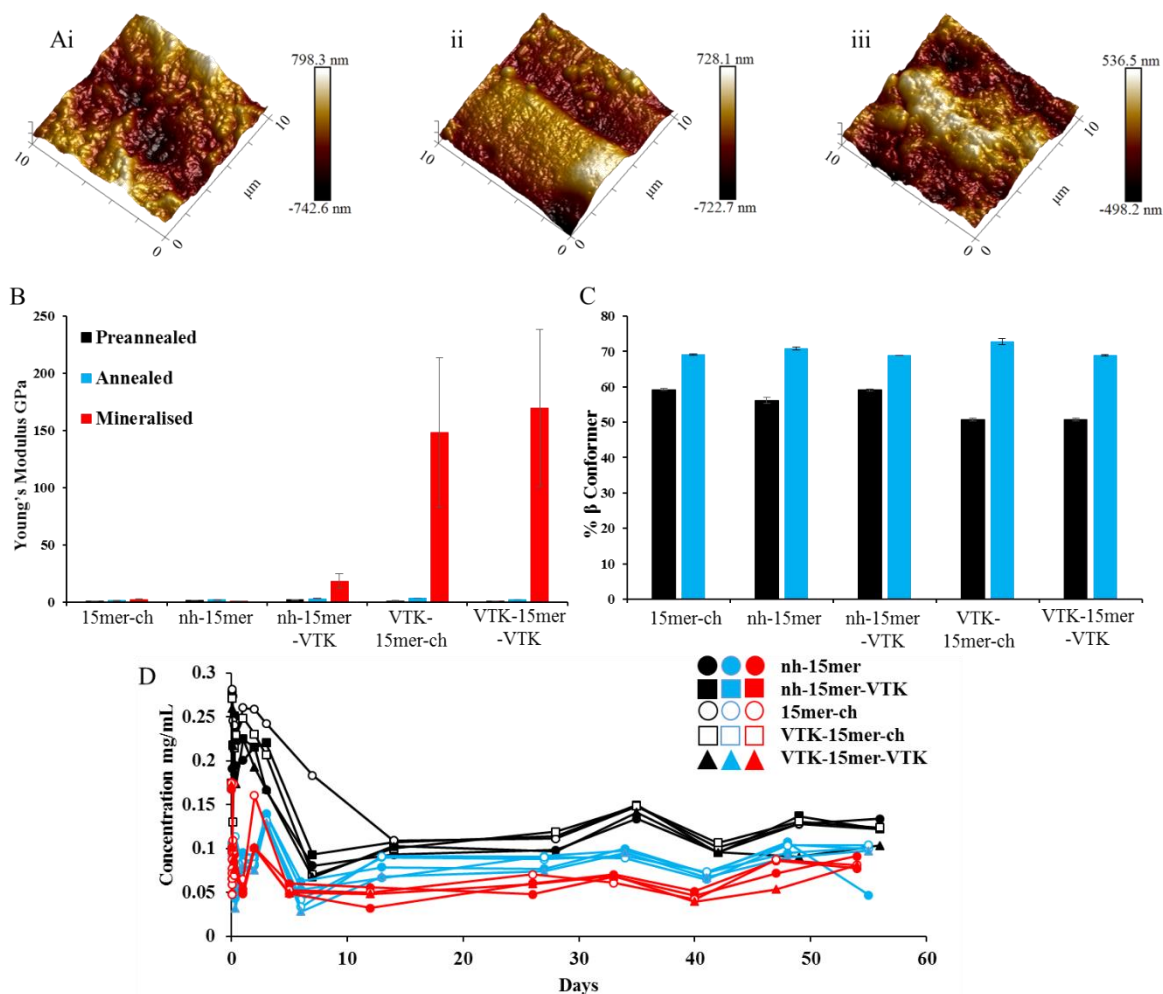 Ai
798.3 nm
-742.6 nm
10
0
0
10
µm
ii
728.1 nm
-722.7 nm
10
0
0
10
µm
iii
536.5 nm
-498.2 nm
10
0
0
10
µm
B
Young's Modulus GPa
250
200
150
100
50
0
Preannealed
Annealed
Mineralised
15mer-ch
nh-15mer
nh-15mer
-VTK
VTK-
15mer-ch
VTK-15mer
-VTK
C
% β Conformer
80
70
60
50
40
30
20
10
0
15mer-ch
nh-15mer
nh-15mer
-VTK
VTK-
15mer-ch
VTK-15mer
-VTK
D
Concentration mg/mL
0.3
0.25
0.2
0.15
0.1
0.05
0
0
10
20
30
40
50
60
Days
nh-15mer
nh-15mer-VTK
15mer-ch
VTK-15mer-ch
VTK-15mer-VTK